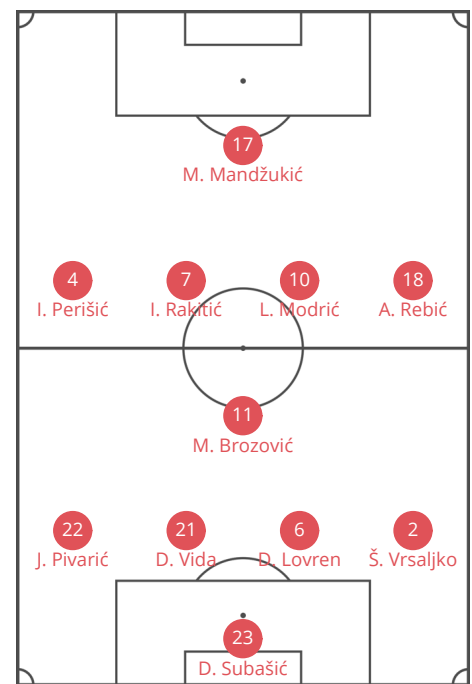 17
M. Mandžukić
4 7 10 18
I. Perišić I. Rakitić L. Modrić A. Rebić
11
M. Brozović
22 21 6 2
J. Pivarić D. Vida D. Lovren Š. Vrsaljko
23
D. Subašić